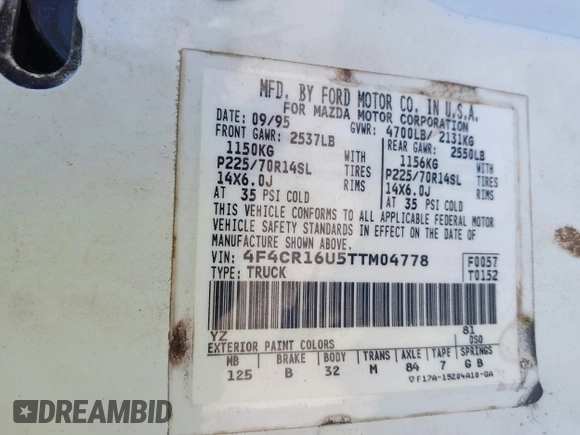 MFD. BY FORD MOTOR CO. IN U.S.A.
FOR MAZDA MOTOR CORPORATION
DATE: 09/95 GVWR: 4700LB/ 2131KG
FRONT GAWR: 2537LB REAR GAWR: 2550LB
1150KG WITH 1156KG WITH
P225/70R14SL TIRES P225/70R14SL TIRES
14X6.0J RIMS 14X6.0J RIMS
AT 35 PSI COLD AT 35 PSI COLD
THIS VEHICLE CONFORMS TO ALL APPLICABLE FEDERAL MOTOR
VEHICLE SAFETY STANDARDS IN EFFECT ON THE DATE OF
MANUFACTURE SHOWN ABOVE.
VIN: 4F4CR16U5TTM04778 F0057
TYPE: TRUCK T0152
YZ 81
EXTERIOR PAINT COLORS DSO
WB BRAKE BODY TRANS AXLE TAPE SPRINGS
125 B 32 M 84 7 G B
▽F17A-15204A10-GA
DREAMBID